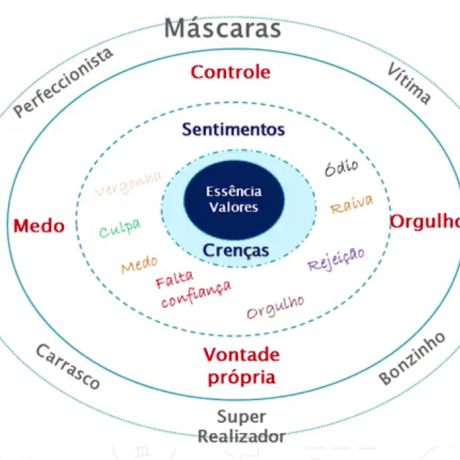 Máscaras
Perfeccionista
Vítima
Controle
Sentimentos
Vergonha
Ódio
Essência
Valores
Culpa
Raiva
Medo
Orgulho
Crenças
Medo
Rejeição
Falta
confiança
Orgulho
Vontade
própria
Carrasco
Bonzinho
Super
Realizador